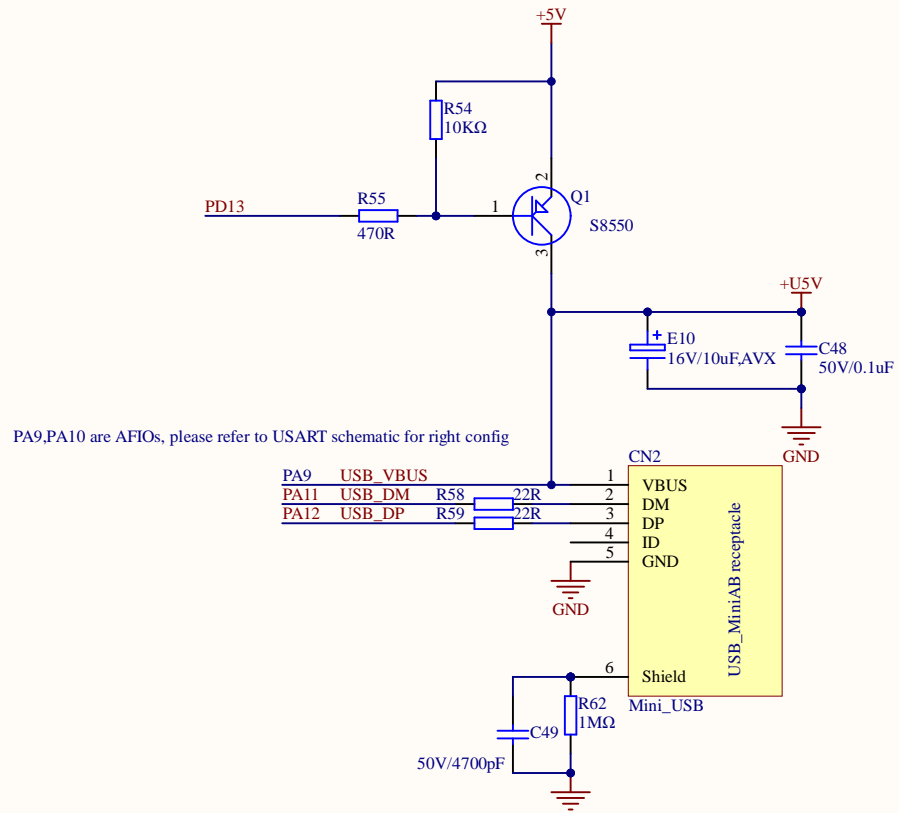 +5V
R54
10KΩ
2
Q1
PD13
R55
1
470R
S8550
3
+U5V
E10
+
16V/10uF,AVX
C48
50V/0.1uF
PA9,PA10 are AFIOs, please refer to USART schematic for right config
GND
CN2
PA9 USB_VBUS 1 VBUS
PA11 USB_DM R58 22R 2 DM
PA12 USB_DP R59 22R 3 DP
4 ID
5 GND
GND
USB_MiniAB receptacle
6 Shield
R62
1MΩ
Mini_USB
C49
50V/4700pF